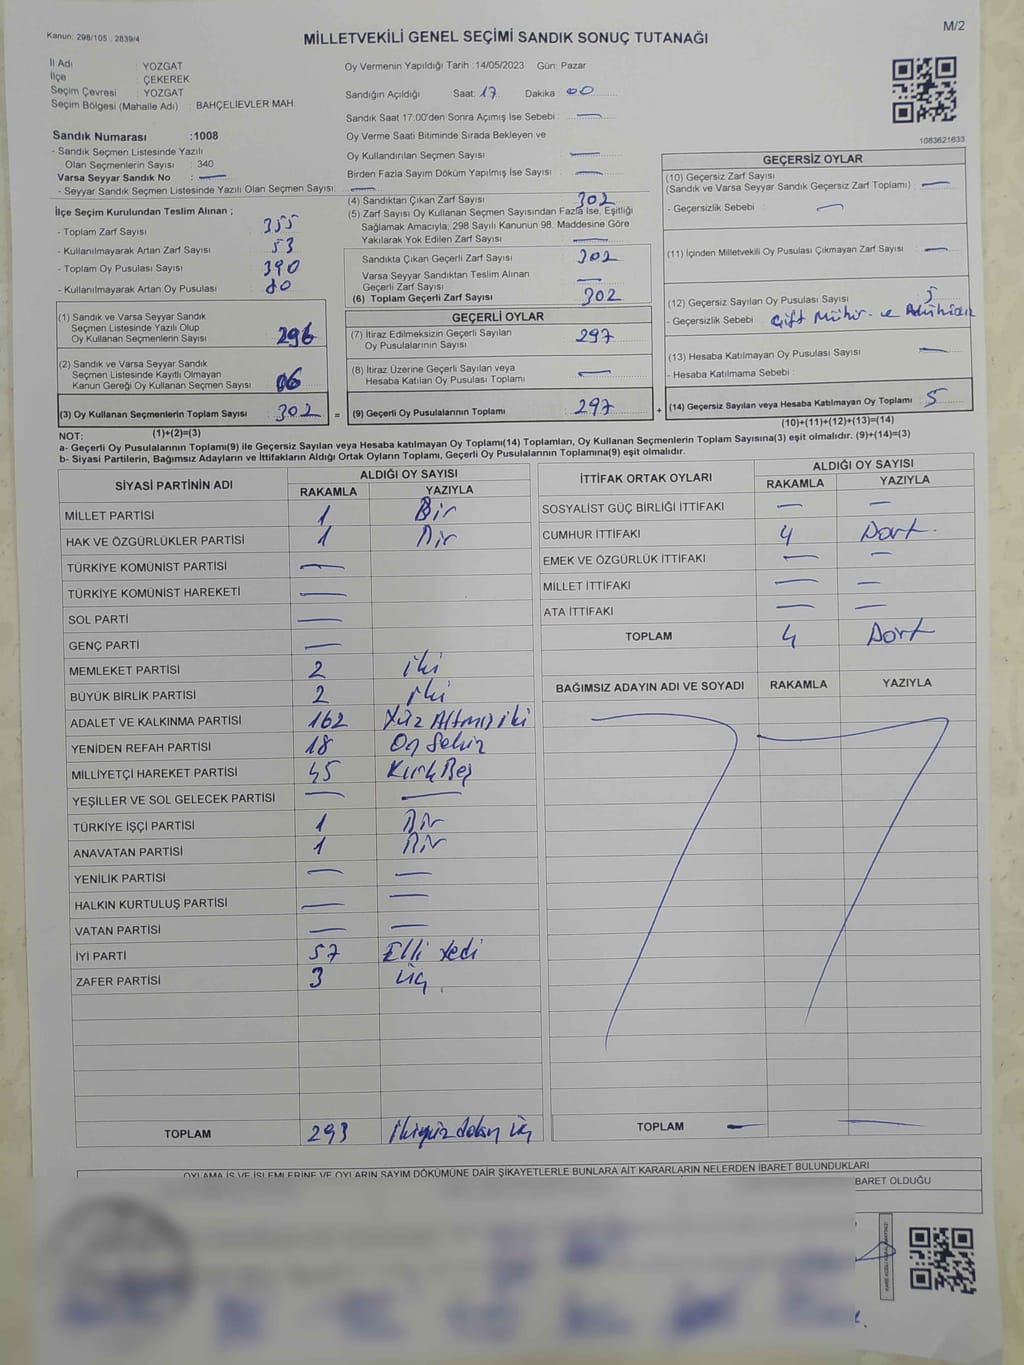 Kanun: 298/105 , 2839/4
M/2
MİLLETVEKİLİ GENEL SEÇİMİ SANDIK SONUÇ TUTANAĞI
İl Adı : YOZGAT
İlçe : ÇEKEREK
Seçim Çevresi : YOZGAT
Seçim Bölgesi (Mahalle Adı) : BAHÇELİEVLER MAH.
Sandık Numarası :1008
- Sandık Seçmen Listesinde Yazılı
Olan Seçmenlerin Sayısı : 340
Varsa Seyyar Sandık No : —
- Seyyar Sandık Seçmen Listesinde Yazılı Olan Seçmen Sayısı: —
Oy Vermenin Yapıldığı Tarih :14/05/2023 Gün: Pazar
Sandığın Açıldığı Saat: 17 Dakika : 00
Sandık Saat 17:00'den Sonra Açımış İse Sebebi : —
Oy Verme Saati Bitiminde Sırada Bekleyen ve
Oy Kullandırılan Seçmen Sayısı : —
Birden Fazla Sayım Döküm Yapılmış İse Sayısı : —
1083621633
İlçe Seçim Kurulundan Teslim Alınan ;
- Toplam Zarf Sayısı : 355
- Kullanılmayarak Artan Zarf Sayısı : 53
- Toplam Oy Pusulası Sayısı : 390
- Kullanılmayarak Artan Oy Pusulası : 80
(4) Sandıktan Çıkan Zarf Sayısı : 302
(5) Zarf Sayısı Oy Kullanan Seçmen Sayısından Fazla İse, Eşitliği
Sağlamak Amacıyla; 298 Sayılı Kanunun 98. Maddesine Göre
Yakılarak Yok Edilen Zarf Sayısı : —
Sandıkta Çıkan Geçerli Zarf Sayısı : 302
Varsa Seyyar Sandıktan Teslim Alınan
Geçerli Zarf Sayısı : —
(6) Toplam Geçerli Zarf Sayısı : 302
GEÇERSİZ OYLAR
(10) Geçersiz Zarf Sayısı
(Sandık ve Varsa Seyyar Sandık Geçersiz Zarf Toplamı) : —
- Geçersizlik Sebebi : —
(11) İçinden Milletvekili Oy Pusulası Çıkmayan Zarf Sayısı : —
(12) Geçersiz Sayılan Oy Pusulası Sayısı : 5
- Geçersizlik Sebebi : Çift Mühür ve
(13) Hesaba Katılmayan Oy Pusulası Sayısı : —
- Hesaba Katılmama Sebebi :
(14) Geçersiz Sayılan veya Hesaba Katılmayan Oy Toplamı : 5
(10)+(11)+(12)+(13)=(14)
(1) Sandık ve Varsa Seyyar Sandık
Seçmen Listesinde Yazılı Olup
Oy Kullanan Seçmenlerin Sayısı : 296
(2) Sandık ve Varsa Seyyar Sandık
Seçmen Listesinde Kayıtlı Olmayan
Kanun Gereği Oy Kullanan Seçmen Sayısı : 06
(3) Oy Kullanan Seçmenlerin Toplam Sayısı : 302 =
(1)+(2)=(3)
GEÇERLİ OYLAR
(7) İtiraz Edilmeksizin Geçerli Sayılan
Oy Pusulalarının Sayısı : 297
(8) İtiraz Üzerine Geçerli Sayılan veya
Hesaba Katılan Oy Pusulası Toplamı : —
(9) Geçerli Oy Pusulalarının Toplamı : 297 +
NOT:
a- Geçerli Oy Pusulalarının Toplamı(9) ile Geçersiz Sayılan veya Hesaba katılmayan Oy Toplamı(14) Toplamları, Oy Kullanan Seçmenlerin Toplam Sayısına(3) eşit olmalıdır. (9)+(14)=(3)
b- Siyasi Partilerin, Bağımsız Adayların ve İttifakların Aldığı Ortak Oyların Toplamı, Geçerli Oy Pusulalarının Toplamına(9) eşit olmalıdır.
SİYASİ PARTİNİN ADI
ALDIĞI OY SAYISI
RAKAMLA YAZIYLA
MİLLET PARTİSİ 1 Bir
HAK VE ÖZGÜRLÜKLER PARTİSİ 1 Bir
TÜRKİYE KOMÜNİST PARTİSİ —
TÜRKİYE KOMÜNİST HAREKETİ —
SOL PARTİ —
GENÇ PARTİ —
MEMLEKET PARTİSİ 2 iki
BÜYÜK BİRLİK PARTİSİ 2 iki
ADALET VE KALKINMA PARTİSİ 162 Yüz Altmış iki
YENİDEN REFAH PARTİSİ 18 On Sekiz
MİLLİYETÇİ HAREKET PARTİSİ 45 Kırk Beş
YEŞİLLER VE SOL GELECEK PARTİSİ — —
TÜRKİYE İŞÇİ PARTİSİ 1 Bir
ANAVATAN PARTİSİ 1 Bir
YENİLİK PARTİSİ — —
HALKIN KURTULUŞ PARTİSİ — —
VATAN PARTİSİ — —
İYİ PARTİ 57 Elli Yedi
ZAFER PARTİSİ 3 Üç
TOPLAM 293 İkiyüz doksan üç
İTTİFAK ORTAK OYLARI
ALDIĞI OY SAYISI
RAKAMLA YAZIYLA
SOSYALİST GÜÇ BİRLİĞİ İTTİFAKI — —
CUMHUR İTTİFAKI 4 Dört
EMEK VE ÖZGÜRLÜK İTTİFAKI — —
MİLLET İTTİFAKI — —
ATA İTTİFAKI — —
TOPLAM 4 Dört
BAĞIMSIZ ADAYIN ADI VE SOYADI RAKAMLA YAZIYLA
TOPLAM — —
OYLAMA İŞ VE İŞLEMLERİNE VE OYLARIN SAYIM DÖKÜMÜNE DAİR ŞİKAYETLERLE BUNLARA AİT KARARLARIN NELERDEN İBARET BULUNDUKLARI
BARET OLDUĞU